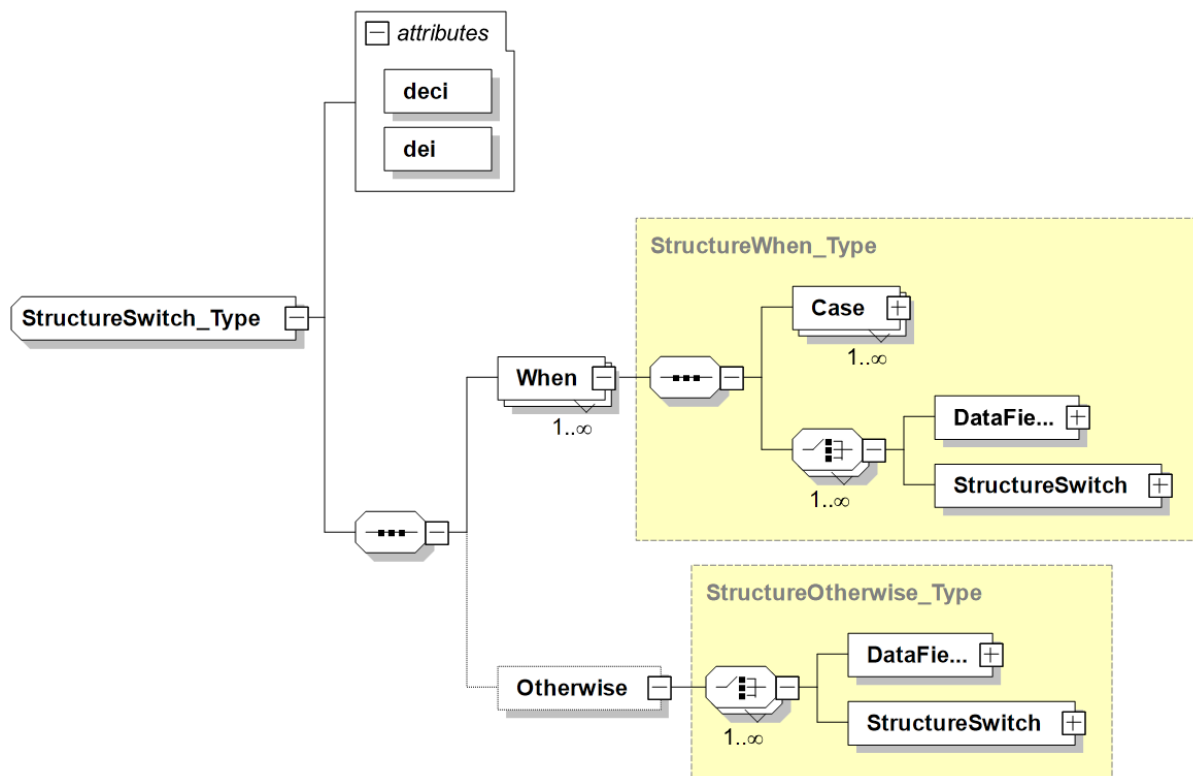 attributes
deci
dei
StructureSwitch_Type
StructureWhen_Type
Case
1..∞
When
1..∞
DataFie...
StructureSwitch
1..∞
StructureOtherwise_Type
Otherwise
DataFie...
StructureSwitch
1..∞